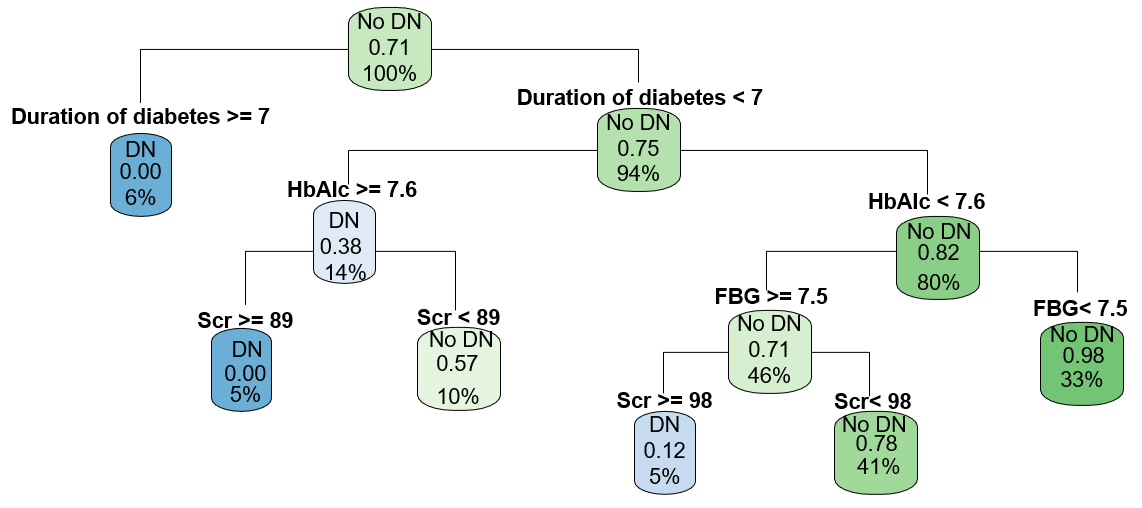 No DN
0.71
100%
Duration of diabetes >= 7
DN
0.00
6%
Duration of diabetes < 7
No DN
0.75
94%
HbAIc >= 7.6
DN
0.38
14%
HbAIc < 7.6
No DN
0.82
80%
Scr >= 89
DN
0.00
5%
Scr < 89
No DN
0.57
10%
FBG >= 7.5
No DN
0.71
46%
FBG< 7.5
No DN
0.98
33%
Scr >= 98
DN
0.12
5%
Scr< 98
No DN
0.78
41%